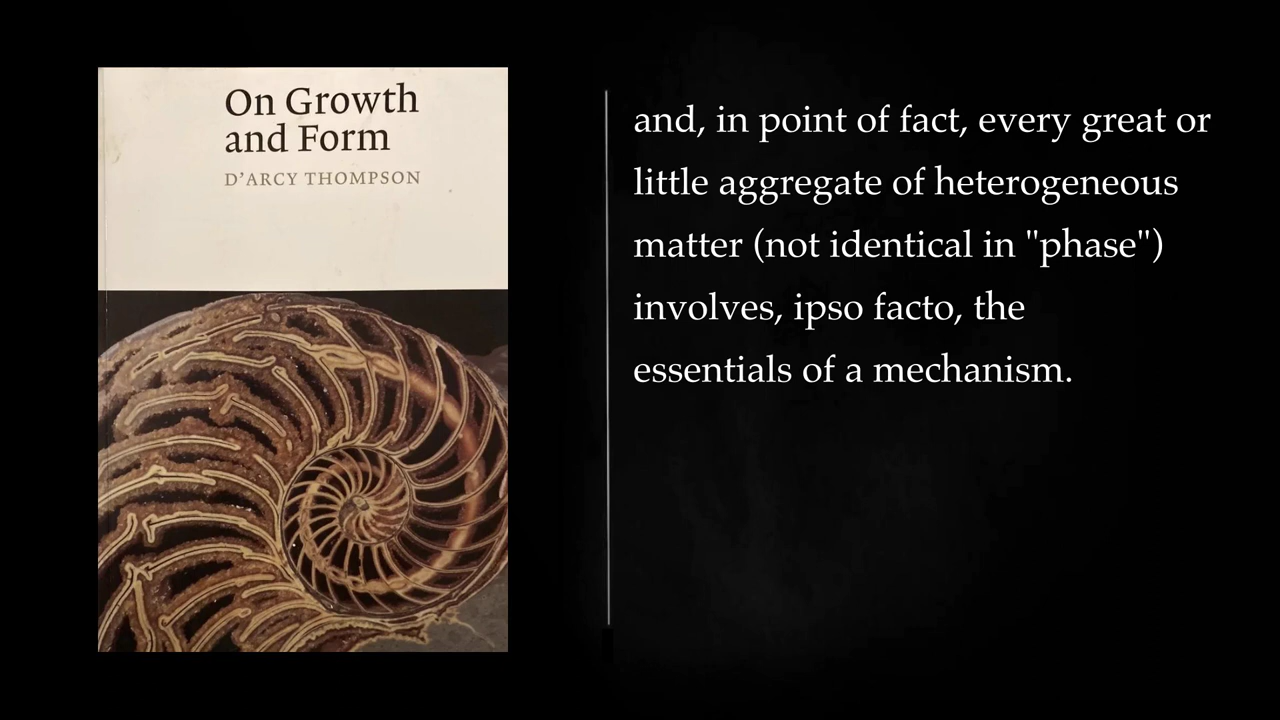 On Growth
and Form
D'ARCY THOMPSON
and, in point of fact, every great or
little aggregate of heterogeneous
matter (not identical in "phase")
involves, ipso facto, the
essentials of a mechanism.